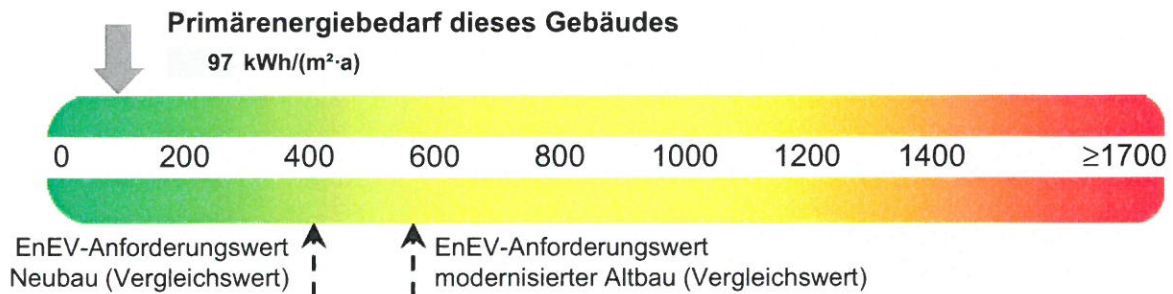 Primärenergiebedarf dieses Gebäudes
97 kWh/(m²·a)
0 200 400 600 800 1000 1200 1400 ≥1700
EnEV-Anforderungswert
Neubau (Vergleichswert)
EnEV-Anforderungswert
modernisierter Altbau (Vergleichswert)